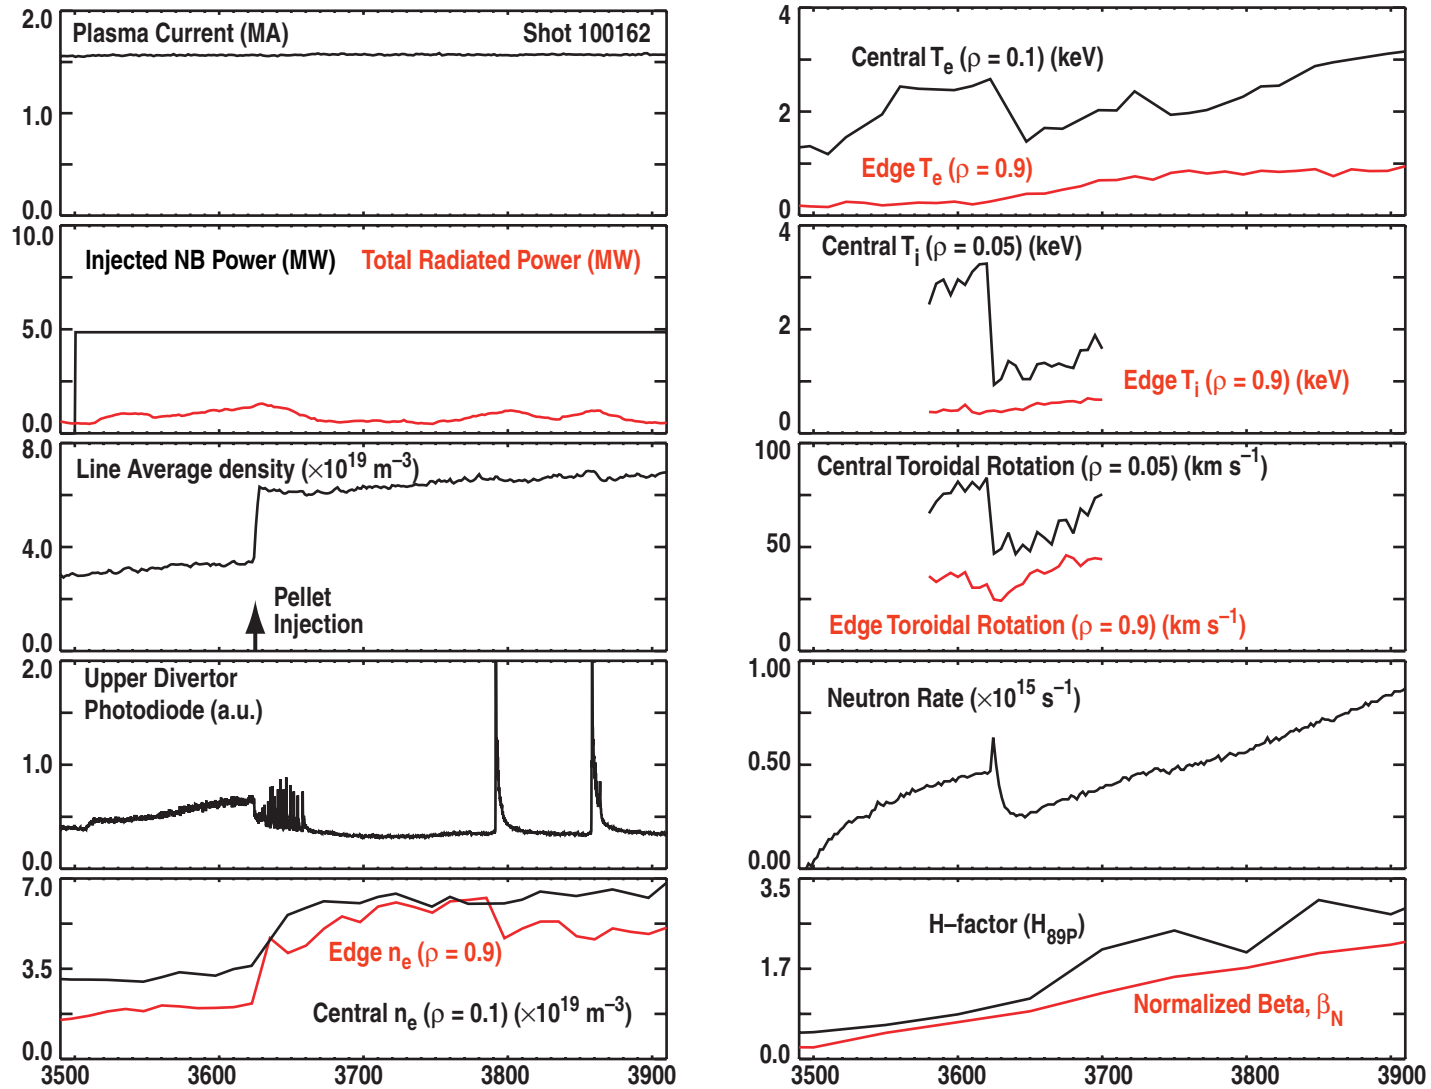 2.0
Plasma Current (MA) Shot 100162
1.0
0.0
10.0
Injected NB Power (MW) Total Radiated Power (MW)
5.0
0.0
8.0
Line Average density (×10¹⁹ m⁻³)
4.0
Pellet
Injection
0.0
2.0
Upper Divertor
Photodiode (a.u.)
1.0
0.0
7.0
Edge nₑ (ρ = 0.9)
3.5
Central nₑ (ρ = 0.1) (×10¹⁹ m⁻³)
0.0
3500 3600 3700 3800 3900
4
Central Tₑ (ρ = 0.1) (keV)
2
Edge Tₑ (ρ = 0.9)
0
4
Central Tᵢ (ρ = 0.05) (keV)
2
Edge Tᵢ (ρ = 0.9) (keV)
0
100
Central Toroidal Rotation (ρ = 0.05) (km s⁻¹)
50
Edge Toroidal Rotation (ρ = 0.9) (km s⁻¹)
0
1.00
Neutron Rate (×10¹⁵ s⁻¹)
0.50
0.00
3.5
H–factor (H₈₉P)
1.7
Normalized Beta, βN
0.0
3500 3600 3700 3800 3900